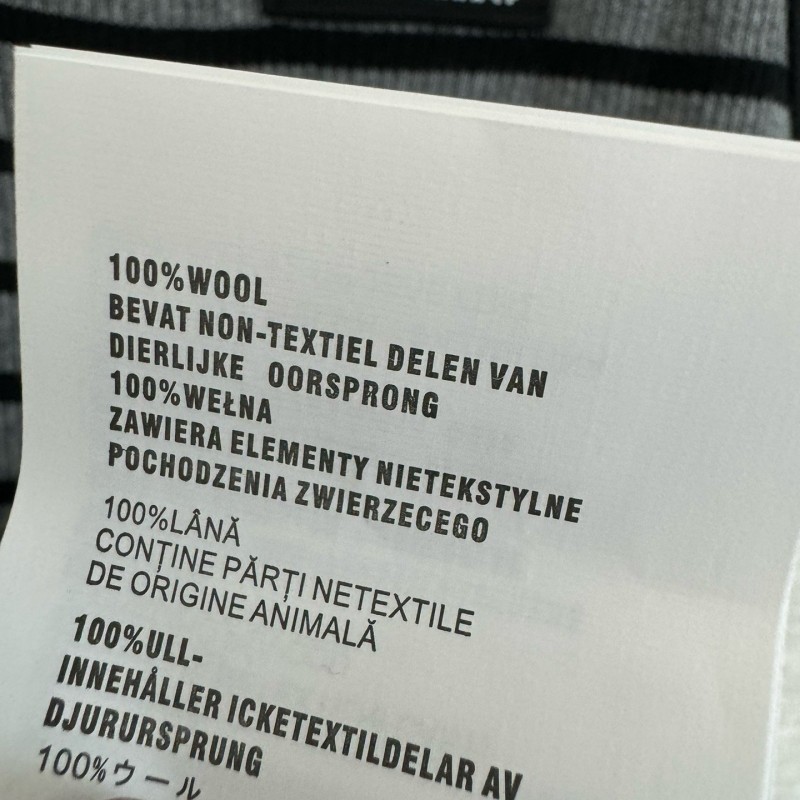 100%WOOL
BEVAT NON-TEXTIEL DELEN VAN
DIERLIJKE OORSPRONG
100%WEŁNA
ZAWIERA ELEMENTY NIETEKSTYLNE
POCHODZENIA ZWIERZECEGO
100%LÂNĂ
CONȚINE PĂRȚI NETEXTILE
DE ORIGINE ANIMALĂ
100%ULL-
INNEHÅLLER ICKETEXTILDELAR AV
DJURURSPRUNG
100%ウール